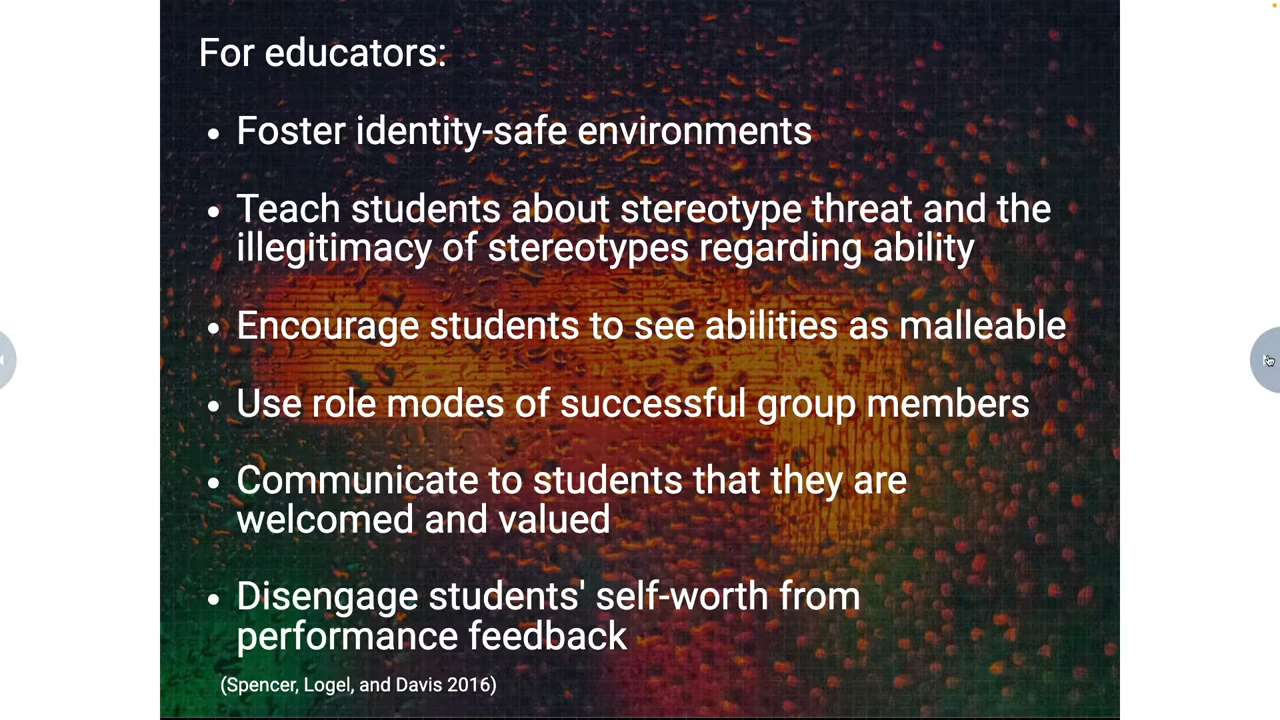 For educators:
• Foster identity-safe environments
• Teach students about stereotype threat and the
illegitimacy of stereotypes regarding ability
• Encourage students to see abilities as malleable
• Use role modes of successful group members
• Communicate to students that they are
welcomed and valued
• Disengage students' self-worth from
performance feedback
(Spencer, Logel, and Davis 2016)